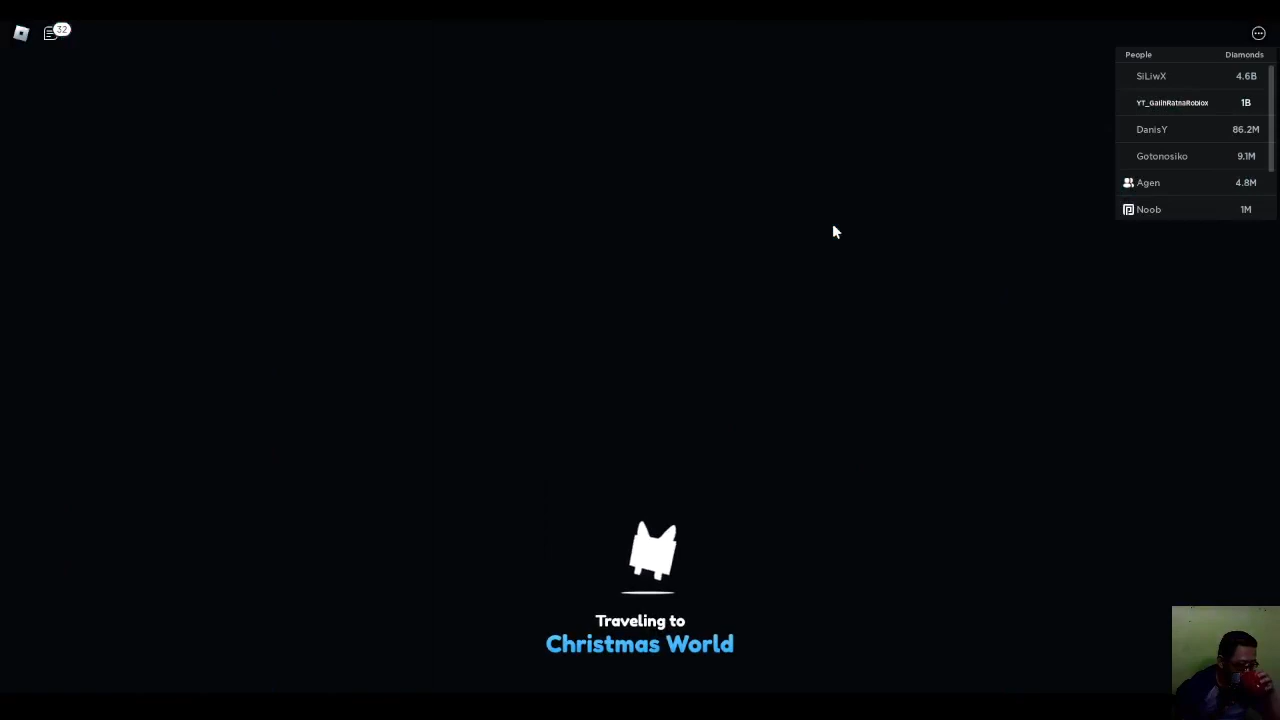 32
People Diamonds
SiLiwX 4.6B
YT_GailihRatnaRoblox 1B
DanisY 86.2M
Gotonosiko 9.1M
Agen 4.8M
Noob 1M
Traveling to
Christmas World